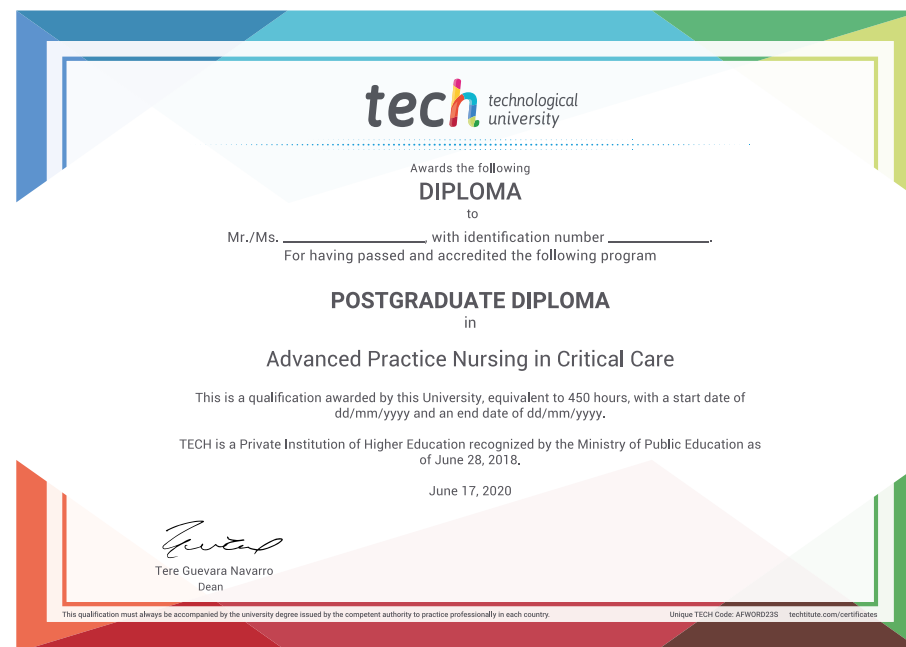 tech technological
university
Awards the following
DIPLOMA
to
Mr./Ms. ____________________, with identification number ______________.
For having passed and accredited the following program
POSTGRADUATE DIPLOMA
in
Advanced Practice Nursing in Critical Care
This is a qualification awarded by this University, equivalent to 450 hours, with a start date of
dd/mm/yyyy and an end date of dd/mm/yyyy.
TECH is a Private Institution of Higher Education recognized by the Ministry of Public Education as
of June 28, 2018.
June 17, 2020
Tere Guevara Navarro
Dean
This qualification must always be accompanied by the university degree issued by the competent authority to practice professionally in each country.
Unique TECH Code: AFWORD23S techtitute.com/certificates